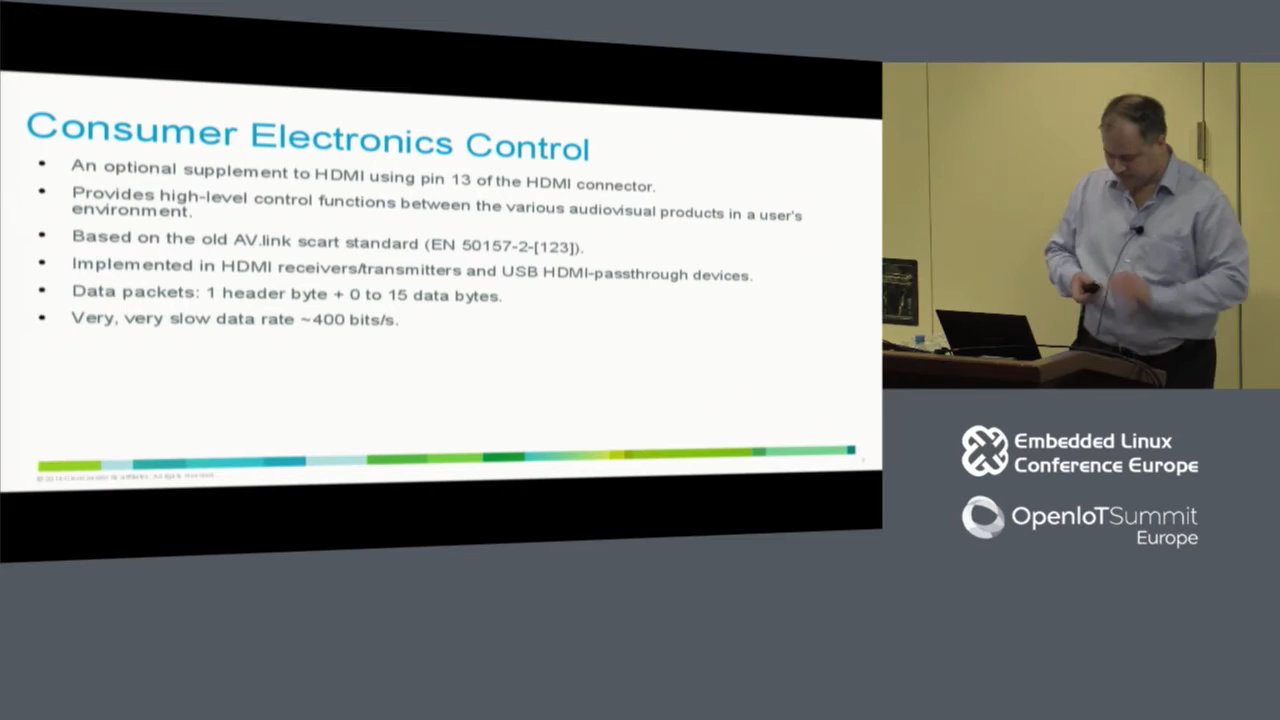 Consumer Electronics Control
• An optional supplement to HDMI using pin 13 of the HDMI connector.
• Provides high-level control functions between the various audiovisual products in a user's
environment.
• Based on the old AV.link scart standard (EN 50157-2-[123]).
• Implemented in HDMI receivers/transmitters and USB HDMI-passthrough devices.
• Data packets: 1 header byte + 0 to 15 data bytes.
• Very, very slow data rate ~400 bits/s.
Embedded Linux
Conference Europe
OpenIoTSummit
Europe